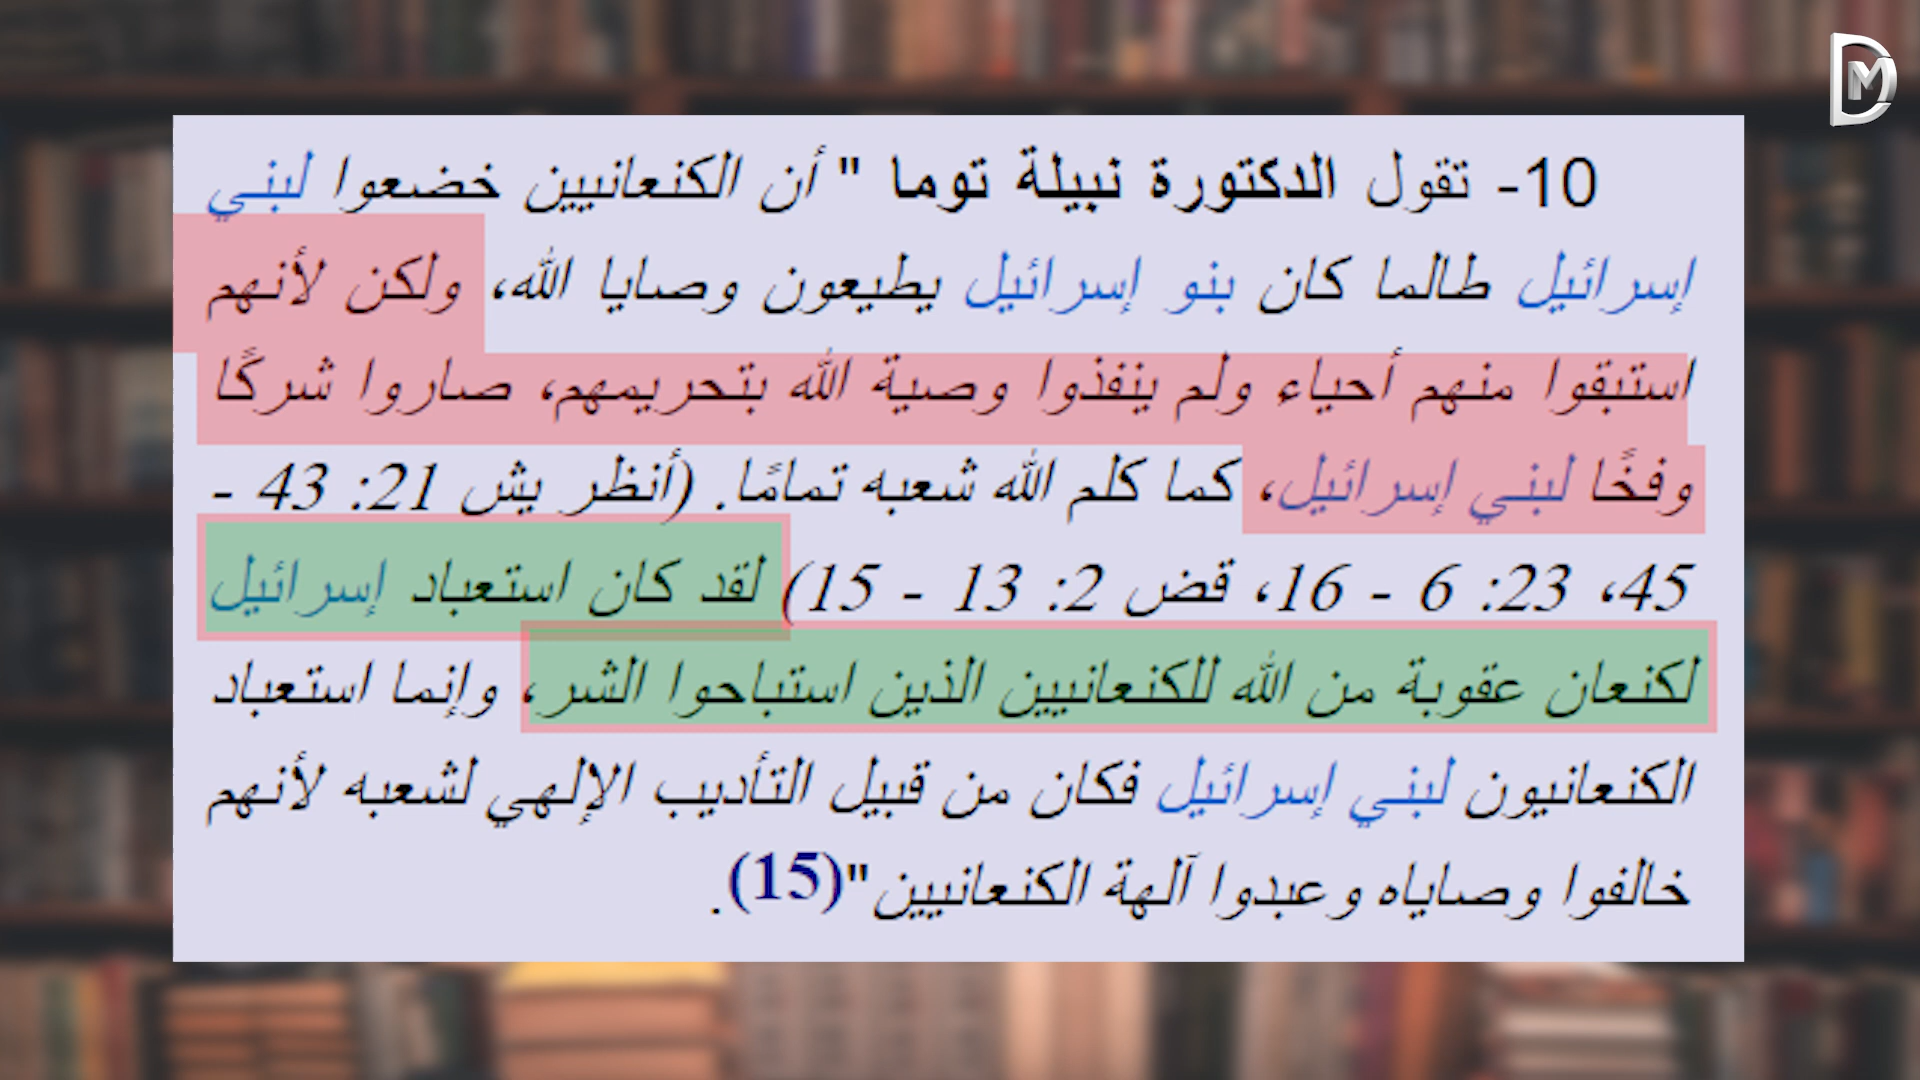 10- تقول الدكتورة نبيلة توما " أن الكنعانيين خضعوا لبني
إسرائيل طالما كان بنو إسرائيل يطيعون وصايا الله، ولكن لأنهم
استبقوا منهم أحياء ولم ينفذوا وصية الله بتحريمهم، صاروا شركًا
وفخًا لبني إسرائيل، كما كلم الله شعبه تمامًا. (أنظر يش 21: 43 -
45، 23: 6 - 16، قض 2: 13 - 15) لقد كان استعباد إسرائيل
لكنعان عقوبة من الله للكنعانيين الذين استباحوا الشر، وإنما استعباد
الكنعانيون لبني إسرائيل فكان من قبيل التأديب الإلهي لشعبه لأنهم
خالفوا وصاياه وعبدوا آلهة الكنعانيين"(15).
DM